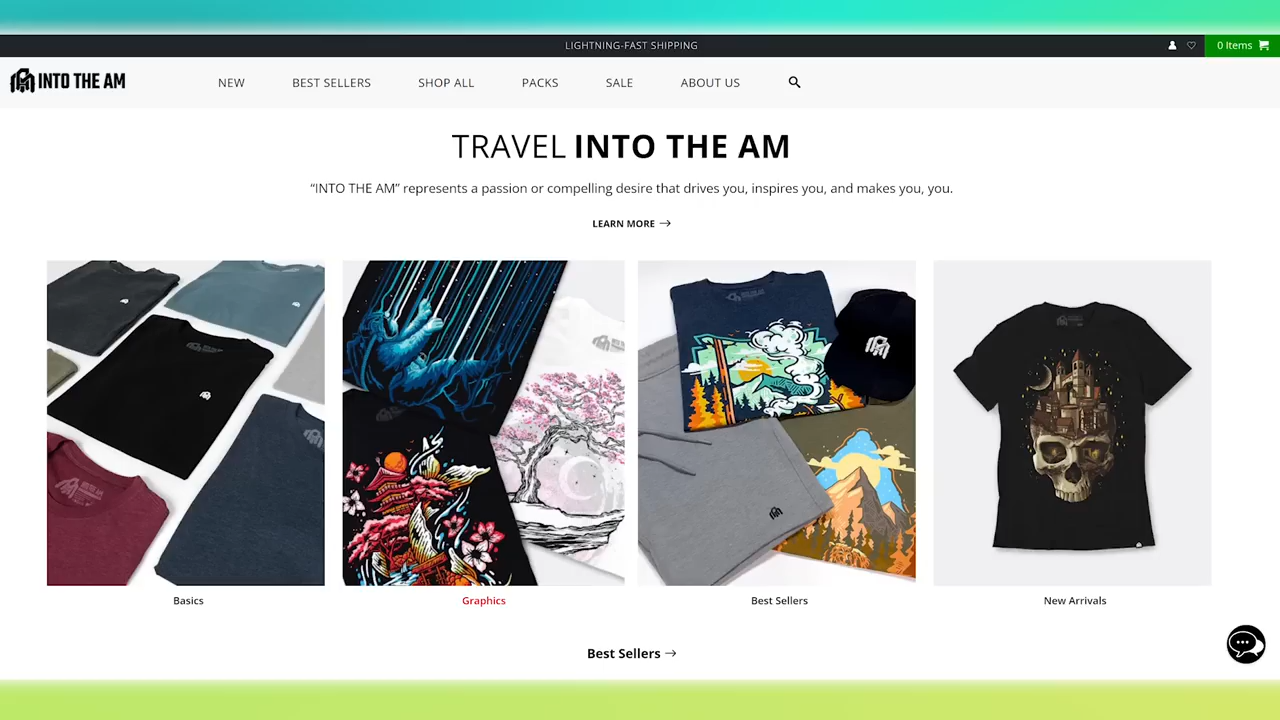 LIGHTNING-FAST SHIPPING
0 Items
INTO THE AM
NEW
BEST SELLERS
SHOP ALL
PACKS
SALE
ABOUT US
TRAVEL INTO THE AM
“INTO THE AM” represents a passion or compelling desire that drives you, inspires you, and makes you, you.
LEARN MORE →
Basics
Graphics
Best Sellers
New Arrivals
Best Sellers →